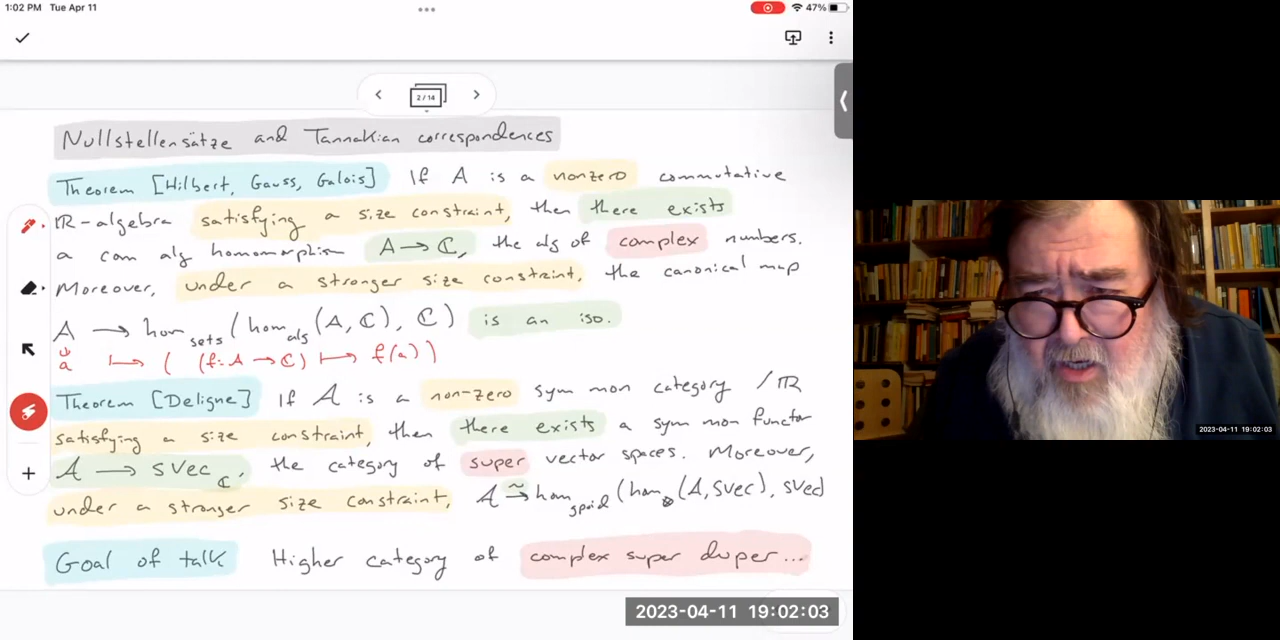 1:02 PM Tue Apr 11
47%
2/14
Nullstellensätze and Tannakian correspondences
Theorem [Hilbert, Gauss, Galois] If A is a nonzero commutative
ℝ-algebra satisfying a size constraint, then there exists
a com alg homomorphism A → ℂ, the alg of complex numbers.
Moreover, under a stronger size constraint, the canonical map
A → hom_sets (hom_alg (A, ℂ), ℂ) is an iso.
a ↦ ( (f: A → ℂ) ↦ f(a) )
Theorem [Deligne] If A is a non-zero sym mon category /ℝ
satisfying a size constraint, then there exists a sym mon functor
A → sVec_ℂ, the category of super vector spaces. Moreover,
under a stronger size constraint, A ⥲ hom_gpoid (hom_⊗ (A, sVec), sVec)
Goal of talk Higher category of complex super duper...
2023-04-11 19:02:03
2023-04-11 19:02:03